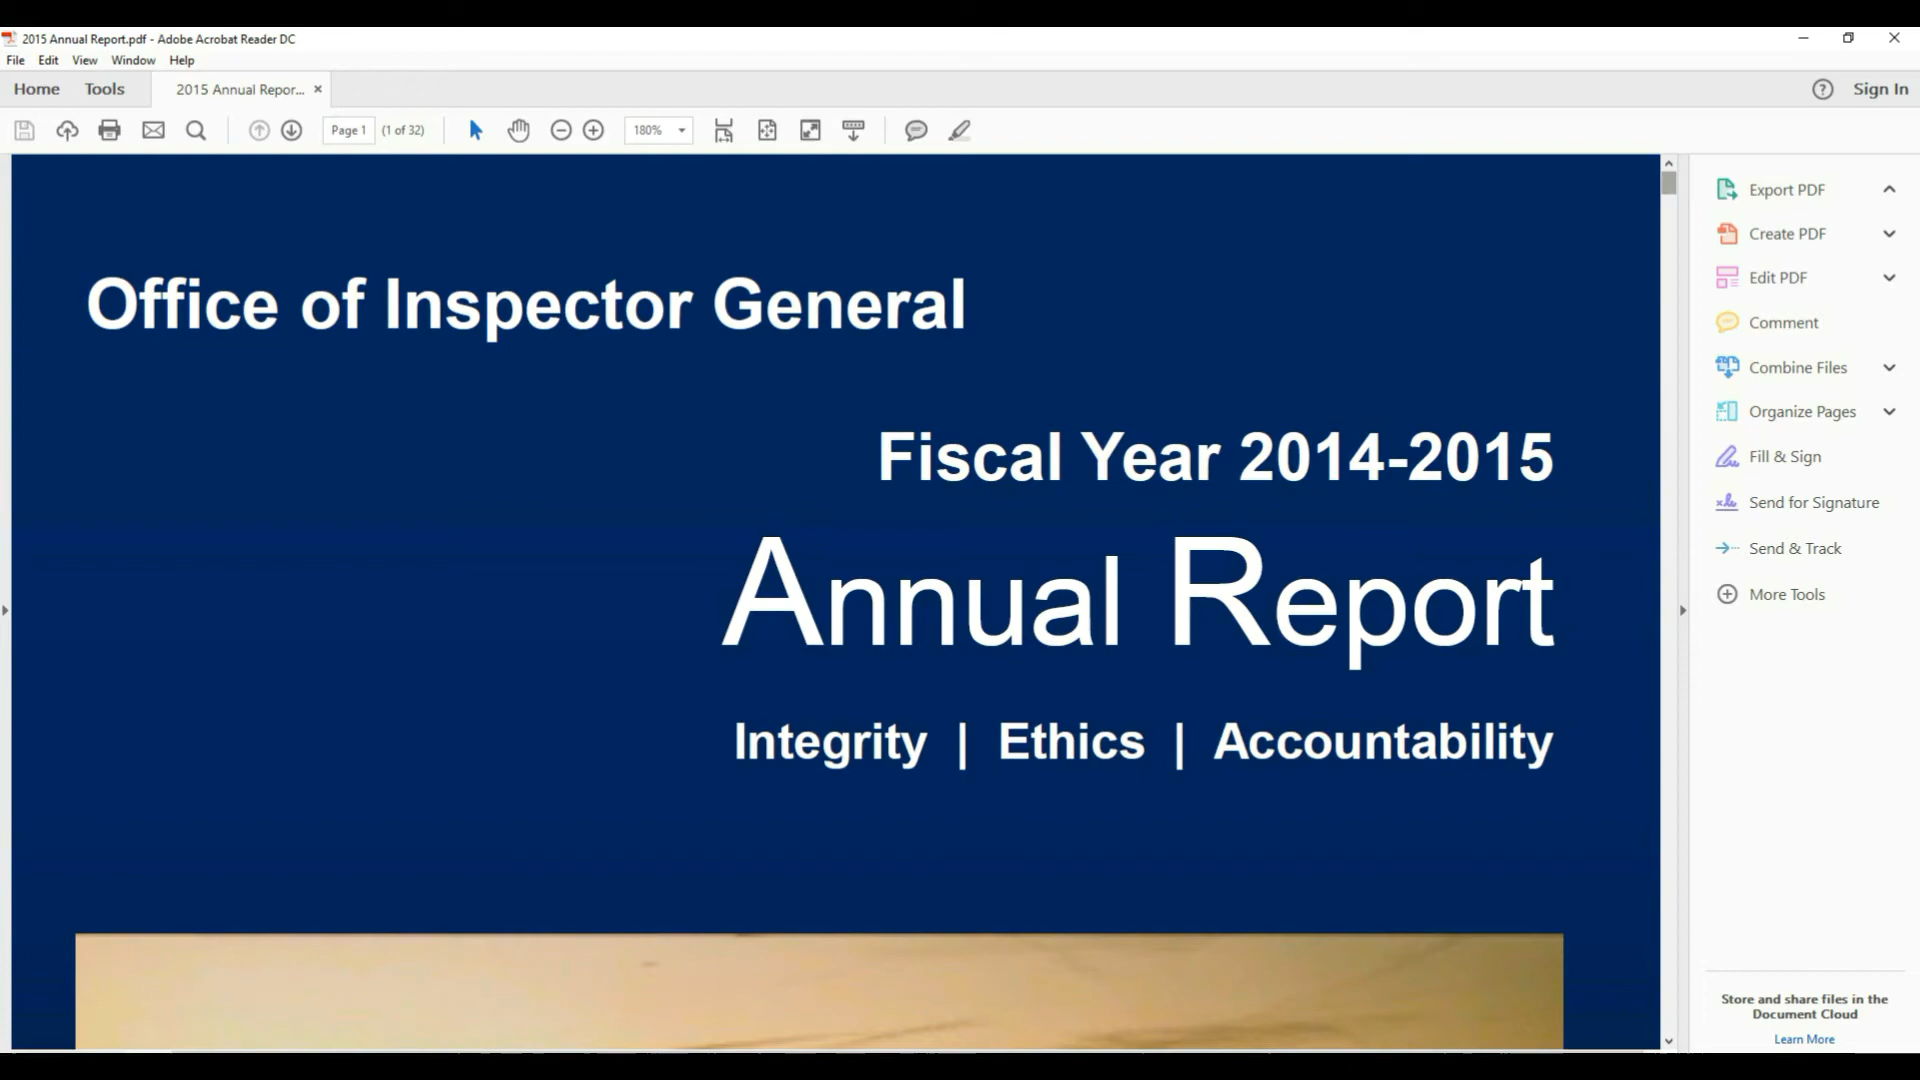 2015 Annual Report.pdf - Adobe Acrobat Reader DC
File Edit View Window Help
Home Tools 2015 Annual Repor... × ? Sign In
Page 1 (1 of 32) 180%
Office of Inspector General
Fiscal Year 2014-2015
Annual Report
Integrity | Ethics | Accountability
Export PDF
Create PDF
Edit PDF
Comment
Combine Files
Organize Pages
Fill & Sign
Send for Signature
Send & Track
More Tools
Store and share files in the
Document Cloud
Learn More